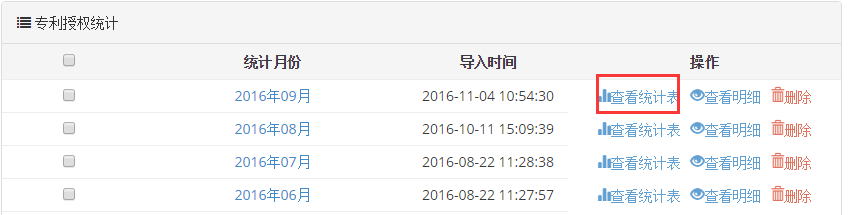 专利授权统计
统计月份 导入时间 操作
2016年09月 2016-11-04 10:54:30 查看统计表 查看明细 删除
2016年08月 2016-10-11 15:09:39 查看统计表 查看明细 删除
2016年07月 2016-08-22 11:28:38 查看统计表 查看明细 删除
2016年06月 2016-08-22 11:27:57 查看统计表 查看明细 删除